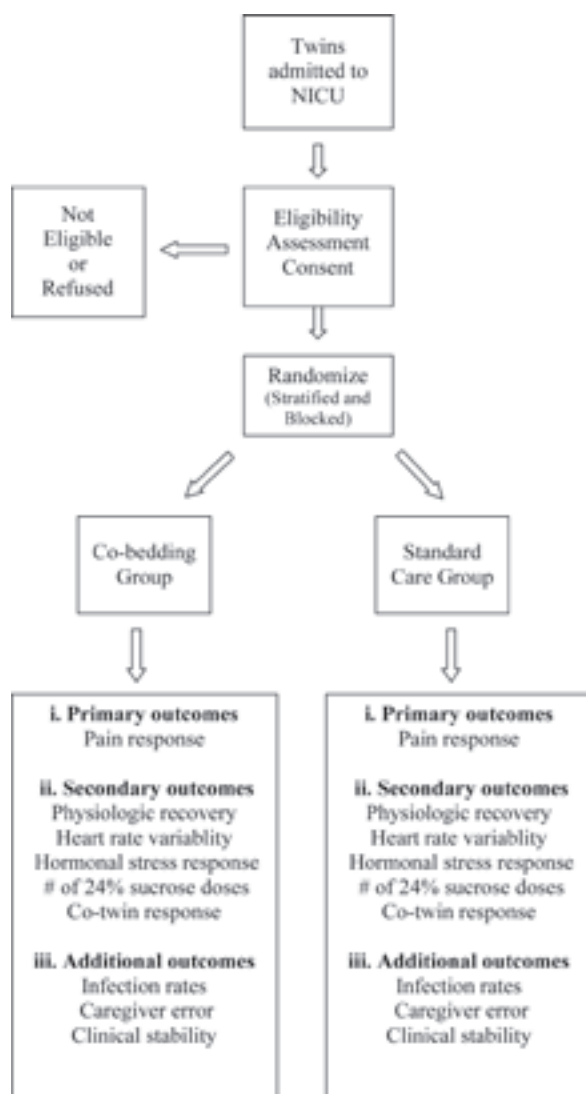 Twins
admitted to
NICU
Not
Eligible
or
Refused
Eligibility
Assessment
Consent
Randomize
(Stratified and
Blocked)
Co-bedding
Group
Standard
Care Group
i. Primary outcomes
Pain response
ii. Secondary outcomes
Physiologic recovery
Heart rate variablity
Hormonal stress response
# of 24% sucrose doses
Co-twin response
iii. Additional outcomes
Infection rates
Caregiver error
Clinical stability
i. Primary outcomes
Pain response
ii. Secondary outcomes
Physiologic recovery
Heart rate variablity
Hormonal stress response
# of 24% sucrose doses
Co-twin response
iii. Additional outcomes
Infection rates
Caregiver error
Clinical stability